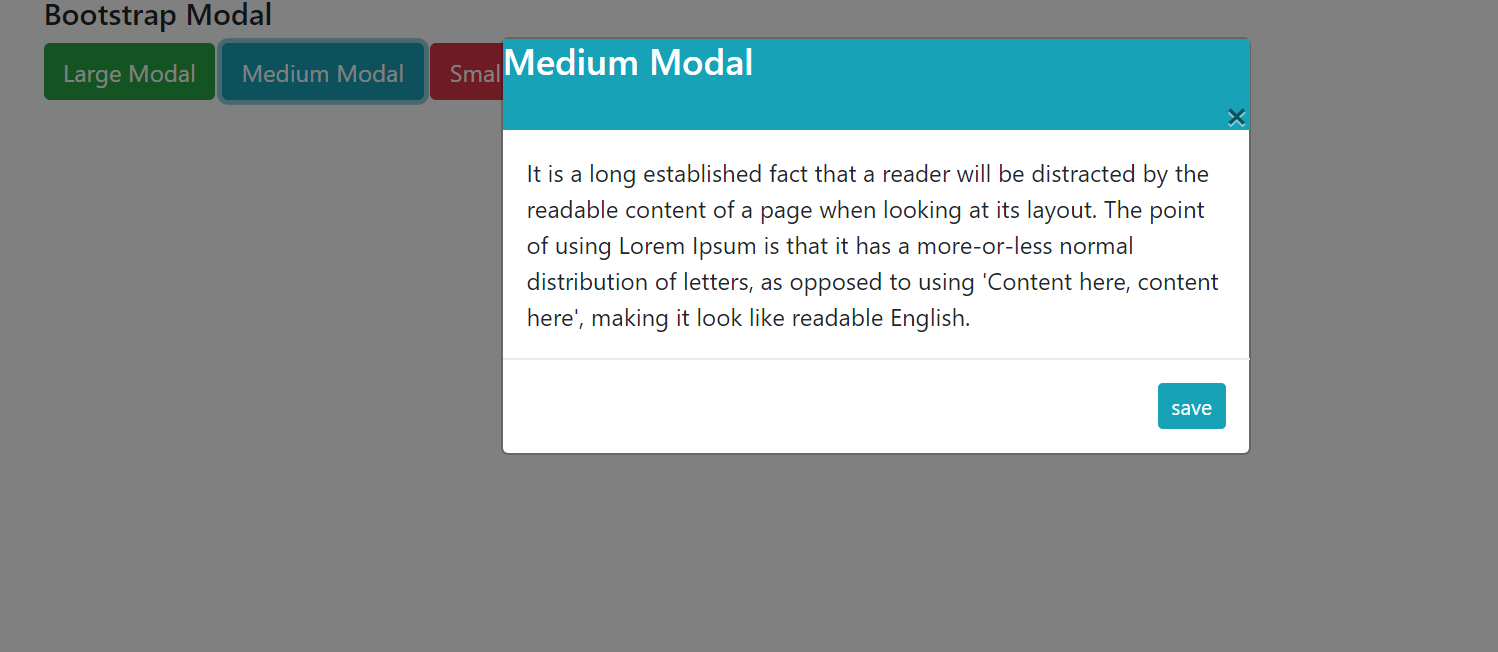 Bootstrap Modal
Large Modal
Medium Modal
Medium Modal
×
It is a long established fact that a reader will be distracted by the
readable content of a page when looking at its layout. The point
of using Lorem Ipsum is that it has a more-or-less normal
distribution of letters, as opposed to using 'Content here, content
here', making it look like readable English.
save